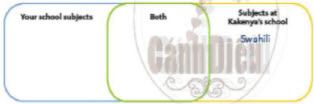 Your school subjects
Both
Subjects at
Kakenya's school
Swahili
Cánh Diều